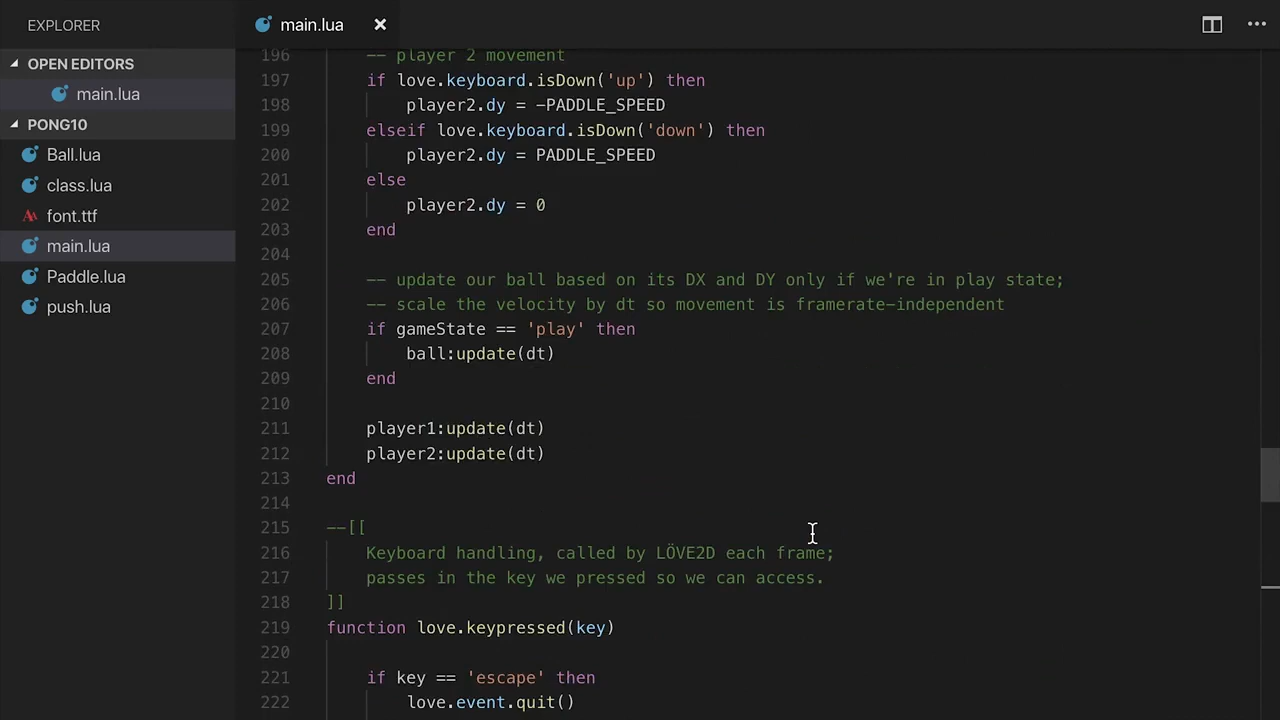 EXPLORER
OPEN EDITORS
main.lua
PONG10
Ball.lua
class.lua
font.ttf
main.lua
Paddle.lua
push.lua
main.lua
196 -- player 2 movement
197 if love.keyboard.isDown('up') then
198 player2.dy = -PADDLE_SPEED
199 elseif love.keyboard.isDown('down') then
200 player2.dy = PADDLE_SPEED
201 else
202 player2.dy = 0
203 end
204
205 -- update our ball based on its DX and DY only if we're in play state;
206 -- scale the velocity by dt so movement is framerate-independent
207 if gameState == 'play' then
208 ball:update(dt)
209 end
210
211 player1:update(dt)
212 player2:update(dt)
213 end
214
215 --[[
216 Keyboard handling, called by LÖVE2D each frame;
217 passes in the key we pressed so we can access.
218 ]]
219 function love.keypressed(key)
220
221 if key == 'escape' then
222 love.event.quit()